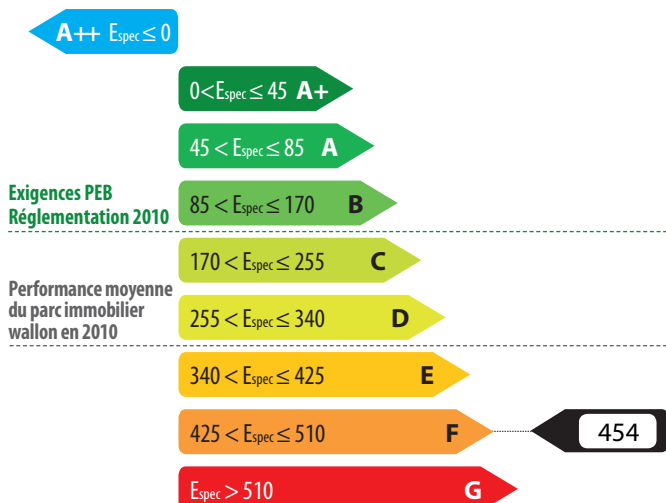 A++ Espec ≤ 0
0<Espec ≤ 45 A+
45 < Espec ≤ 85 A
Exigences PEB
Réglementation 2010
85 < Espec ≤ 170 B
170 < Espec ≤ 255 C
Performance moyenne
du parc immobilier
wallon en 2010
255 < Espec ≤ 340 D
340 < Espec ≤ 425 E
425 < Espec ≤ 510 F 454
Espec > 510 G